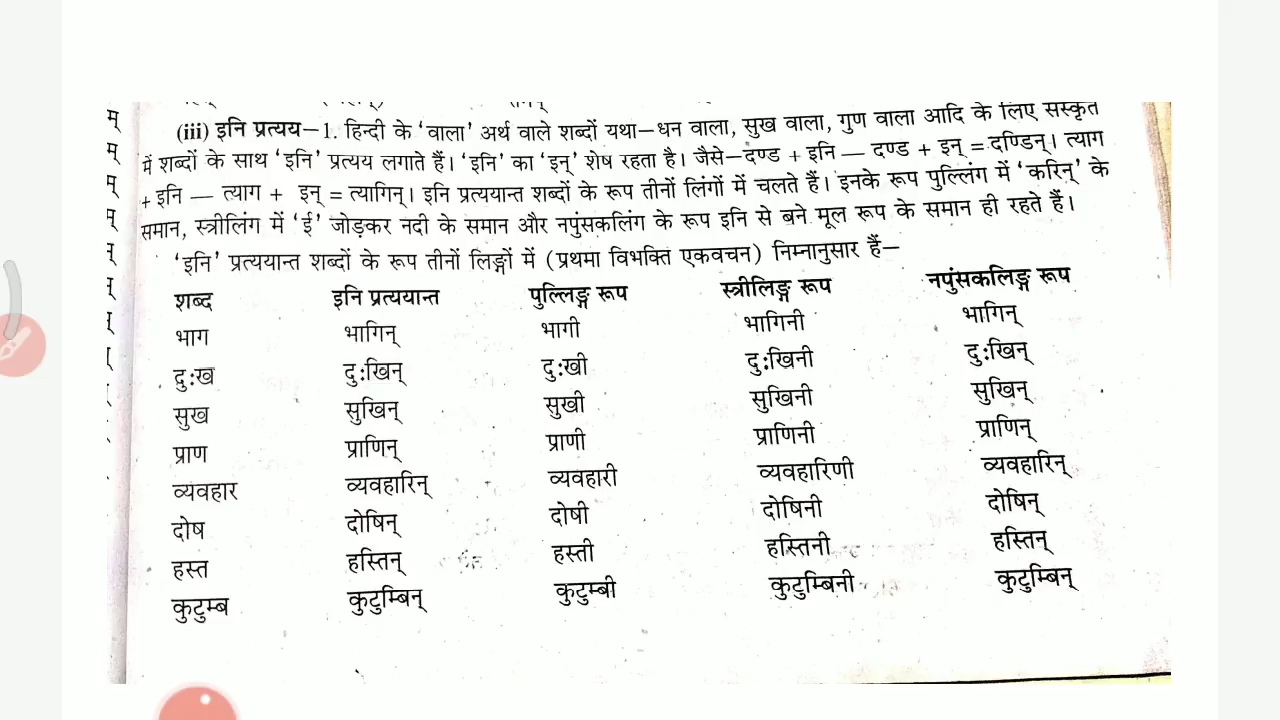 (iii) इनि प्रत्यय–1. हिन्दी के 'वाला' अर्थ वाले शब्दों यथा—धन वाला, सुख वाला, गुण वाला आदि के लिए संस्कृत
में शब्दों के साथ 'इनि' प्रत्यय लगाते हैं। 'इनि' का 'इन्' शेष रहता है। जैसे—दण्ड + इनि — दण्ड + इन् = दण्डिन्। त्याग
+ इनि — त्याग + इन् = त्यागिन्। इनि प्रत्ययान्त शब्दों के रूप तीनों लिंगों में चलते हैं। इनके रूप पुल्लिंग में 'करिन्' के
समान, स्त्रीलिंग में 'ई' जोड़कर नदी के समान और नपुंसकलिंग के रूप इनि से बने मूल रूप के समान ही रहते हैं।
'इनि' प्रत्ययान्त शब्दों के रूप तीनों लिङ्गों में (प्रथमा विभक्ति एकवचन) निम्नानुसार हैं—
शब्द इनि प्रत्ययान्त पुल्लिङ्ग रूप स्त्रीलिङ्ग रूप नपुंसकलिङ्ग रूप
भाग भागिन् भागी भागिनी भागिन्
दुःख दुःखिन् दुःखी दुःखिनी दुःखिन्
सुख सुखिन् सुखी सुखिनी सुखिन्
प्राण प्राणिन् प्राणी प्राणिनी प्राणिन्
व्यवहार व्यवहारिन् व्यवहारी व्यवहारिणी व्यवहारिन्
दोष दोषिन् दोषी दोषिनी दोषिन्
हस्त हस्तिन् हस्ती हस्तिनी हस्तिन्
कुटुम्ब कुटुम्बिन् कुटुम्बी कुटुम्बिनी कुटुम्बिन्